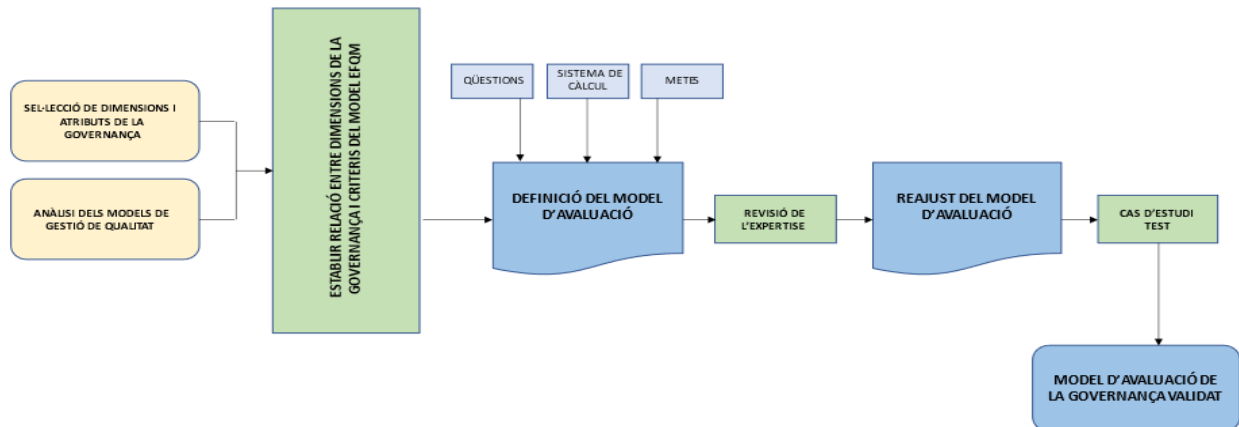 SEL·LECCIÓ DE DIMENSIONS I
ATRIBUTS DE LA
GOVERNANÇA
ANÀLISI DELS MODELS DE
GESTIÓ DE QUALITAT
ESTABLIR RELACIÓ ENTRE DIMENSIONS DE LA
GOVERNANÇA I CRITERIS DEL MODEL EFQM
QÜESTIONS
SISTEMA DE
CÀLCUL
METES
DEFINICIÓ DEL MODEL
D'AVALUCIÓ
REVISIÓ DE
L'EXPERTISE
REAJUST DEL MODEL
D'AVALUACIÓ
CAS D'ESTUDI
TEST
MODEL D'AVALUACIÓ DE
LA GOVERNANÇA VALIDAT